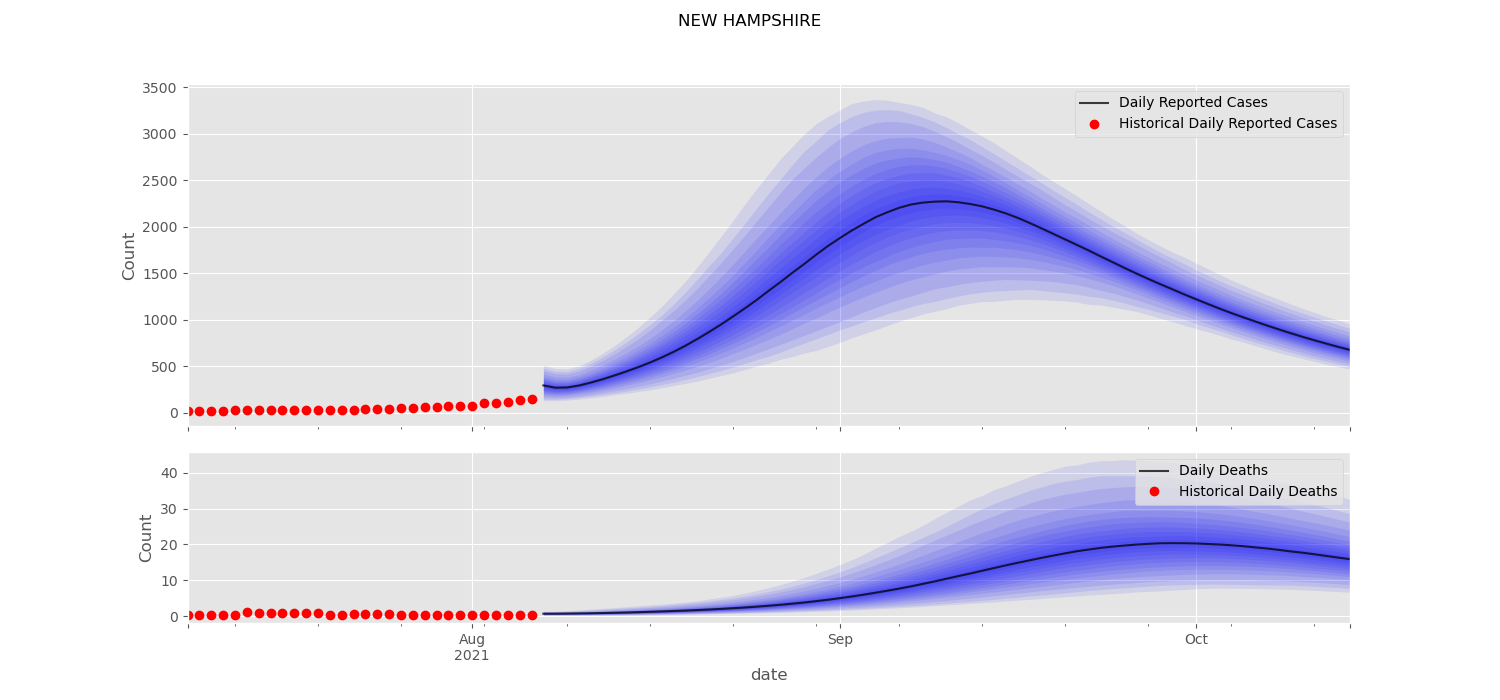 NEW HAMPSHIRE
3500
3000
2500
2000
1500
1000
500
0
Count
Daily Reported Cases
Historical Daily Reported Cases
40
30
20
10
0
Count
Daily Deaths
Historical Daily Deaths
Aug
2021
Sep
Oct
date